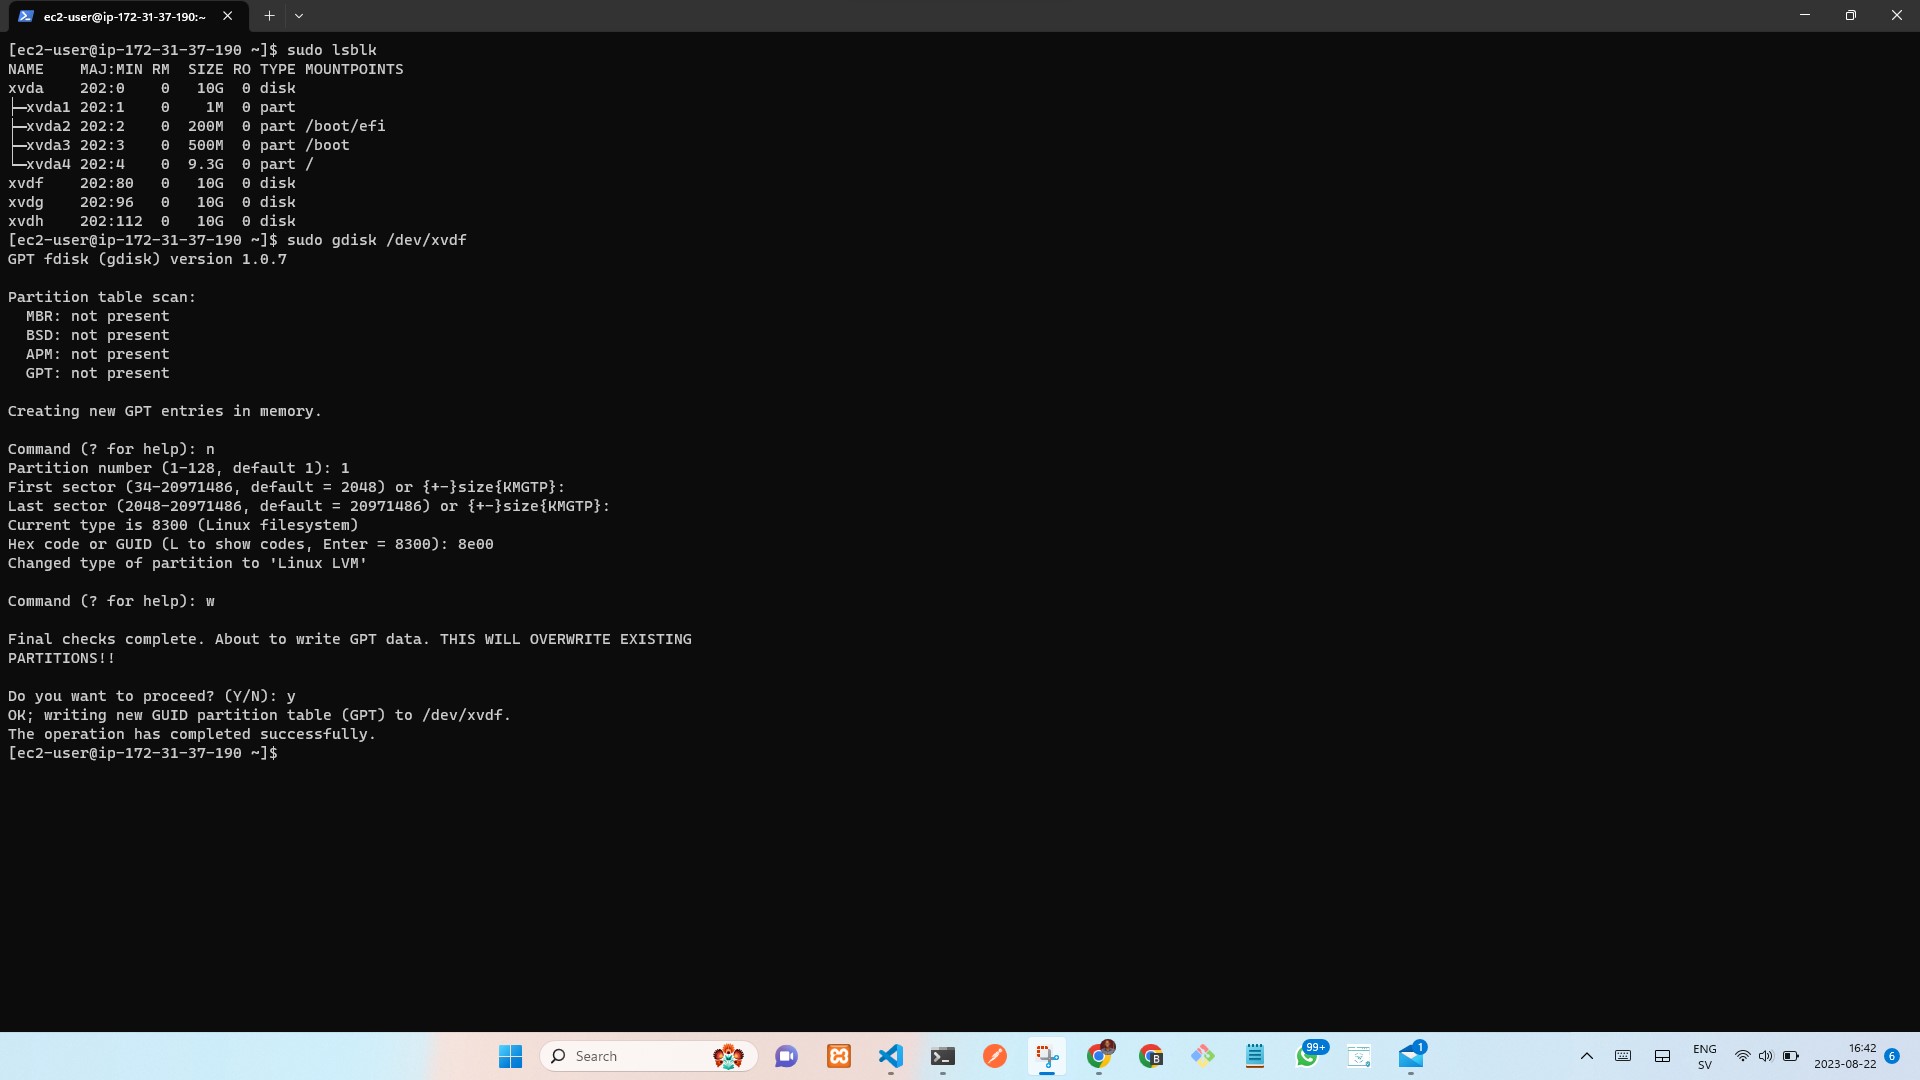 ec2-user@ip-172-31-37-190:~
[ec2-user@ip-172-31-37-190 ~]$ sudo lsblk
NAME    MAJ:MIN RM  SIZE RO TYPE MOUNTPOINTS
xvda    202:0    0   10G  0 disk
├─xvda1 202:1    0    1M  0 part
├─xvda2 202:2    0  200M  0 part /boot/efi
├─xvda3 202:3    0  500M  0 part /boot
└─xvda4 202:4    0  9.3G  0 part /
xvdf    202:80   0   10G  0 disk
xvdg    202:96   0   10G  0 disk
xvdh    202:112  0   10G  0 disk
[ec2-user@ip-172-31-37-190 ~]$ sudo gdisk /dev/xvdf
GPT fdisk (gdisk) version 1.0.7
Partition table scan:
  MBR: not present
  BSD: not present
  APM: not present
  GPT: not present
Creating new GPT entries in memory.
Command (? for help): n
Partition number (1-128, default 1): 1
First sector (34-20971486, default = 2048) or {+-}size{KMGTP}:
Last sector (2048-20971486, default = 20971486) or {+-}size{KMGTP}:
Current type is 8300 (Linux filesystem)
Hex code or GUID (L to show codes, Enter = 8300): 8e00
Changed type of partition to 'Linux LVM'
Command (? for help): w
Final checks complete. About to write GPT data. THIS WILL OVERWRITE EXISTING
PARTITIONS!!
Do you want to proceed? (Y/N): y
OK; writing new GUID partition table (GPT) to /dev/xvdf.
The operation has completed successfully.
[ec2-user@ip-172-31-37-190 ~]$
Search
B
99+
1
ENG
SV
16:42
2023-08-22
6